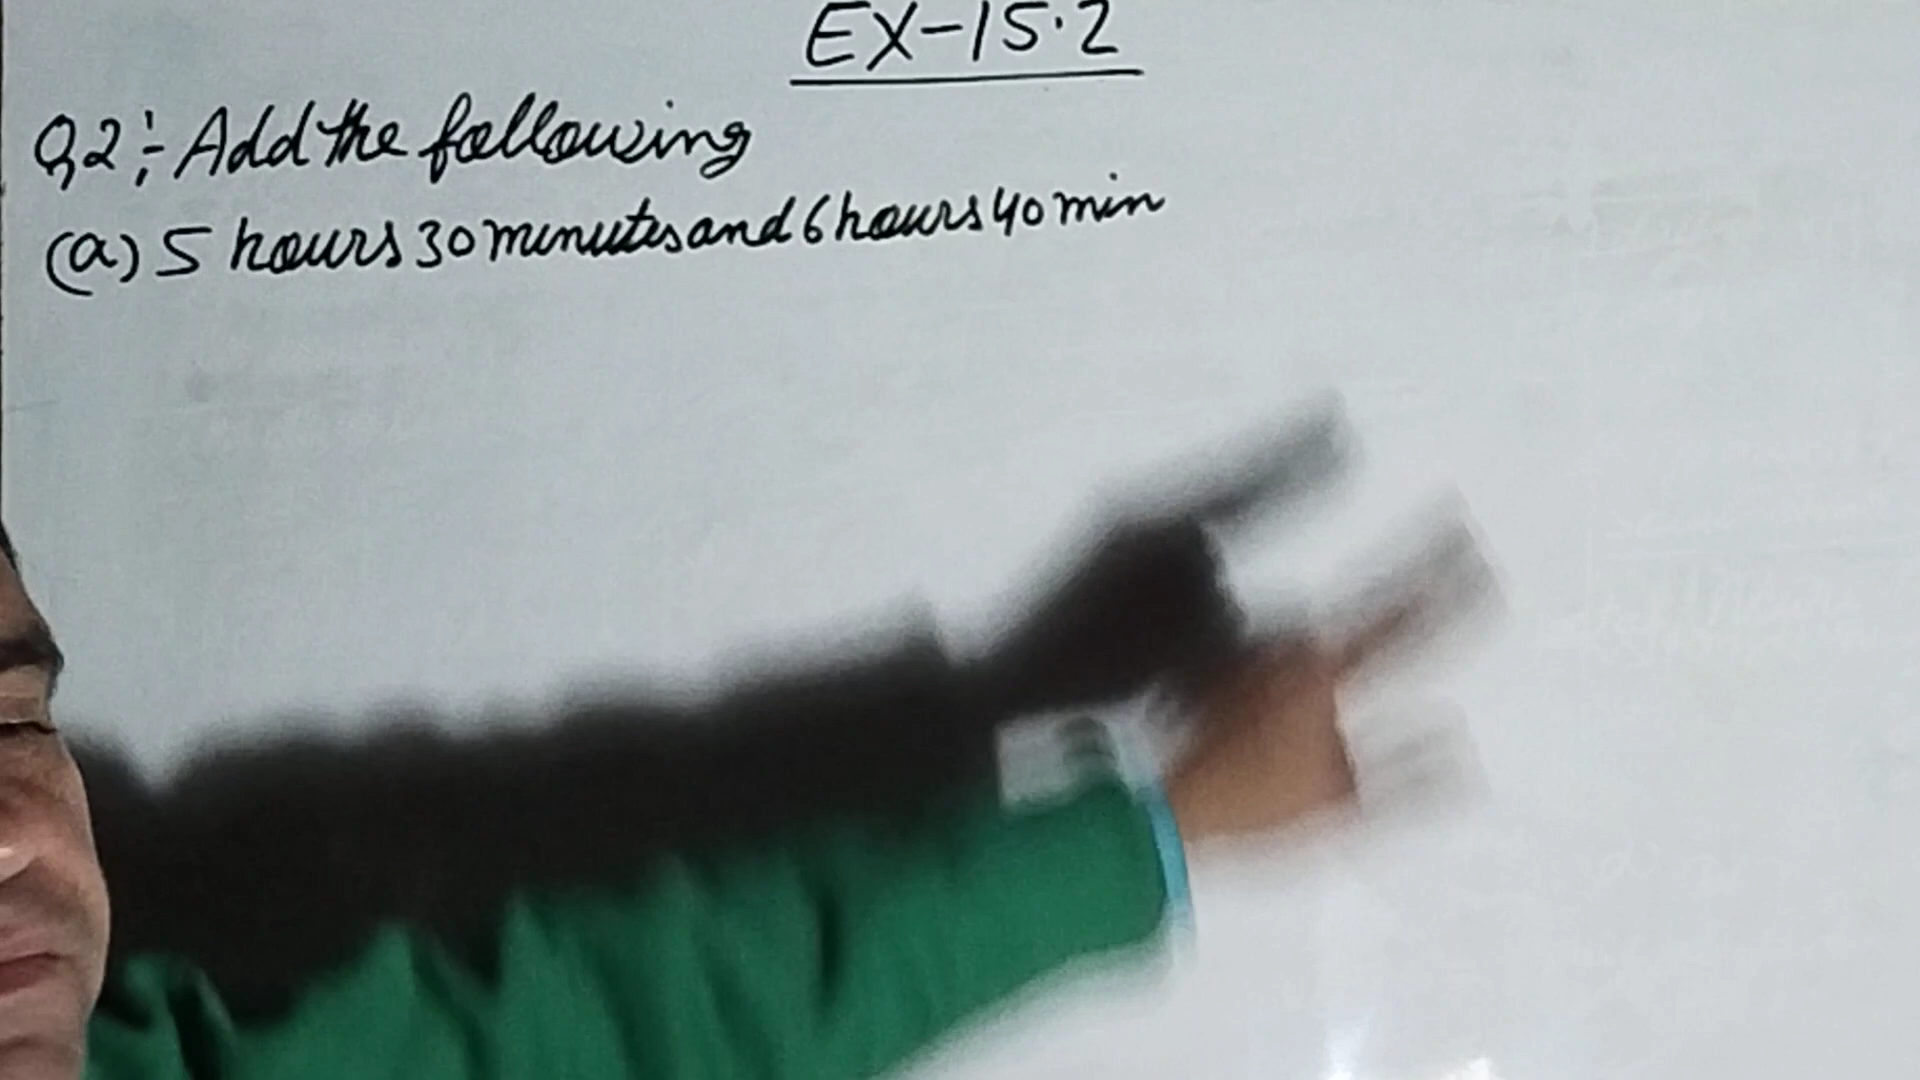 EX-15.2
Q2:- Add the following
(a) 5 hours 30 minutes and 6 hours 40 min